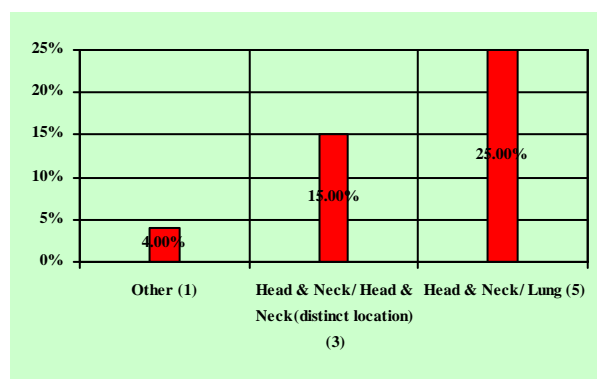 25%
20%
15%
10%
5%
0%
4.00%
15.00%
25.00%
Other (1)
Head & Neck/ Head &
Neck(distinct location)
(3)
Head & Neck/ Lung (5)